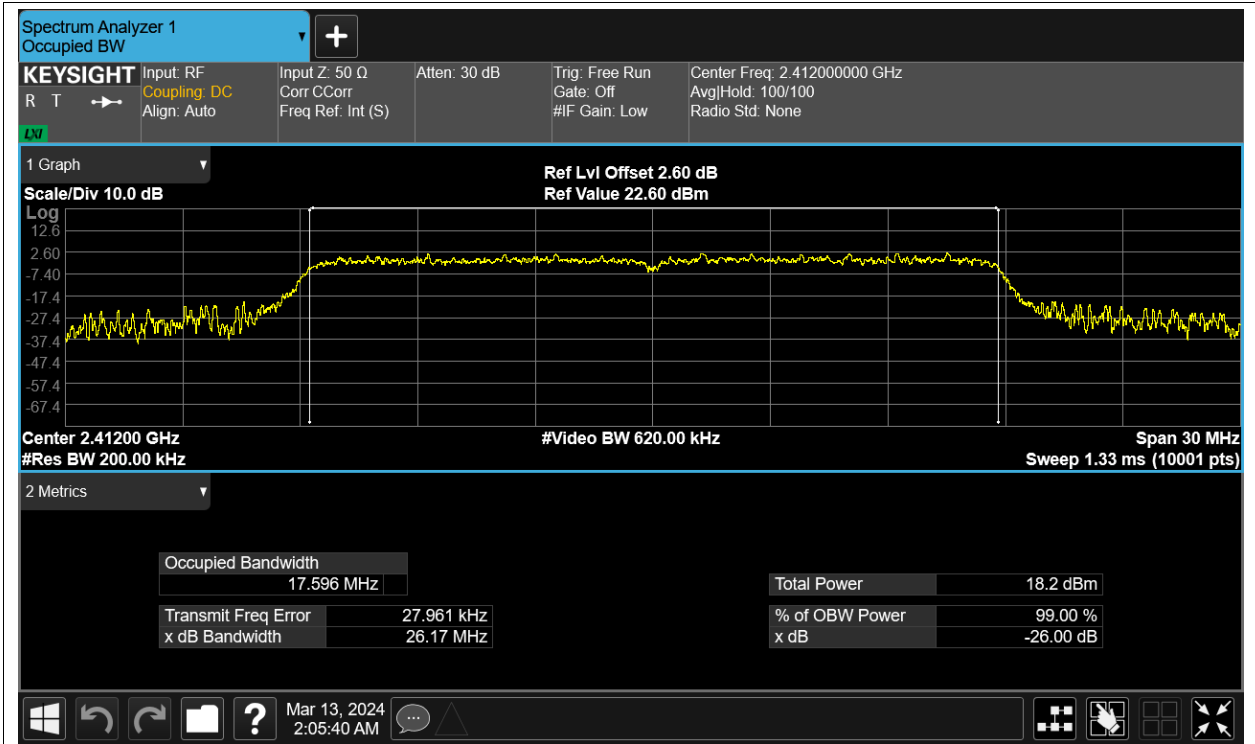 Spectrum Analyzer 1
Occupied BW
KEYSIGHT
R T
LXI
Input: RF
Coupling: DC
Align: Auto
Input Z: 50 Ω
Corr CCorr
Freq Ref: Int (S)
Atten: 30 dB
Trig: Free Run
Gate: Off
#IF Gain: Low
Center Freq: 2.412000000 GHz
Avg|Hold: 100/100
Radio Std: None
1 Graph
Scale/Div 10.0 dB
Ref Lvl Offset 2.60 dB
Ref Value 22.60 dBm
Log
12.6
2.60
-7.40
-17.4
-27.4
-37.4
-47.4
-57.4
-67.4
Center 2.41200 GHz
#Video BW 620.00 kHz
Span 30 MHz
#Res BW 200.00 kHz
Sweep 1.33 ms (10001 pts)
2 Metrics
Occupied Bandwidth
17.596 MHz
Transmit Freq Error 27.961 kHz
x dB Bandwidth 26.17 MHz
Total Power 18.2 dBm
% of OBW Power 99.00 %
x dB -26.00 dB
?
Mar 13, 2024
2:05:40 AM